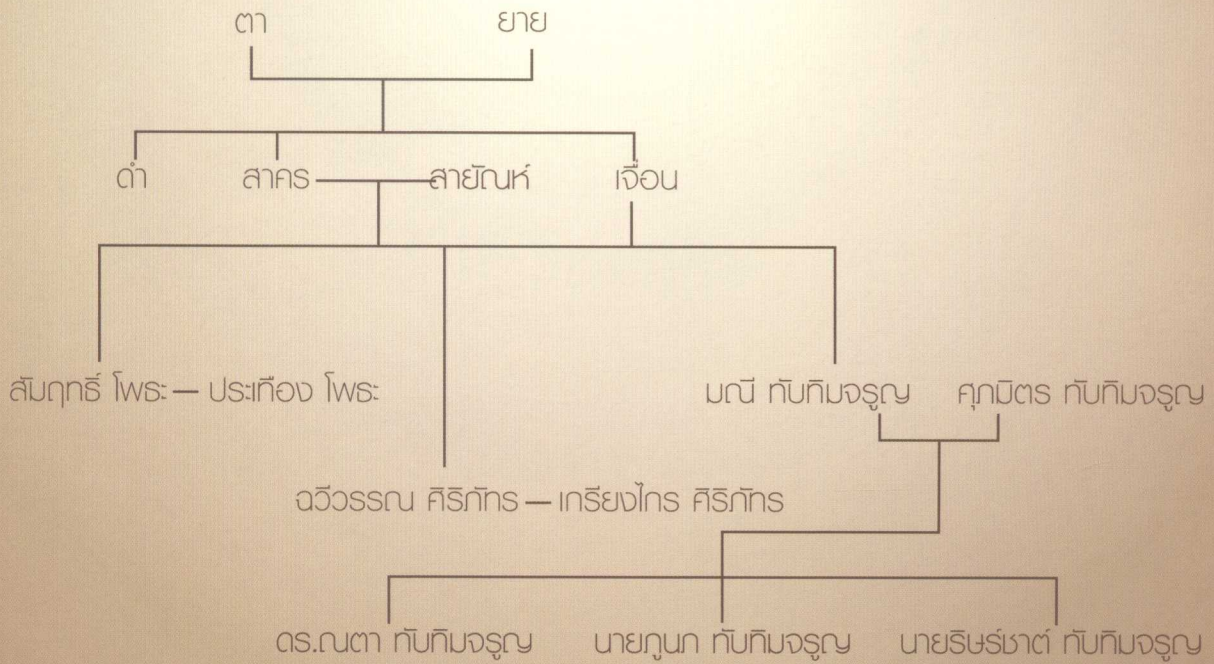 ตา ยาย
ดำ สาคร สายัณห์ เจือน
สัมฤทธิ์ โพระ — ประเทือง โพระ มณี ทับทิมจรูญ ศุภมิตร ทับทิมจรูญ
ฉวีวรรณ ศิริภัทร — เกรียงไกร ศิริภัทร
ดร.ณตา ทับทิมจรูญ นายภูนภ ทับทิมจรูญ นายริษร์ชาต์ ทับทิมจรูญ